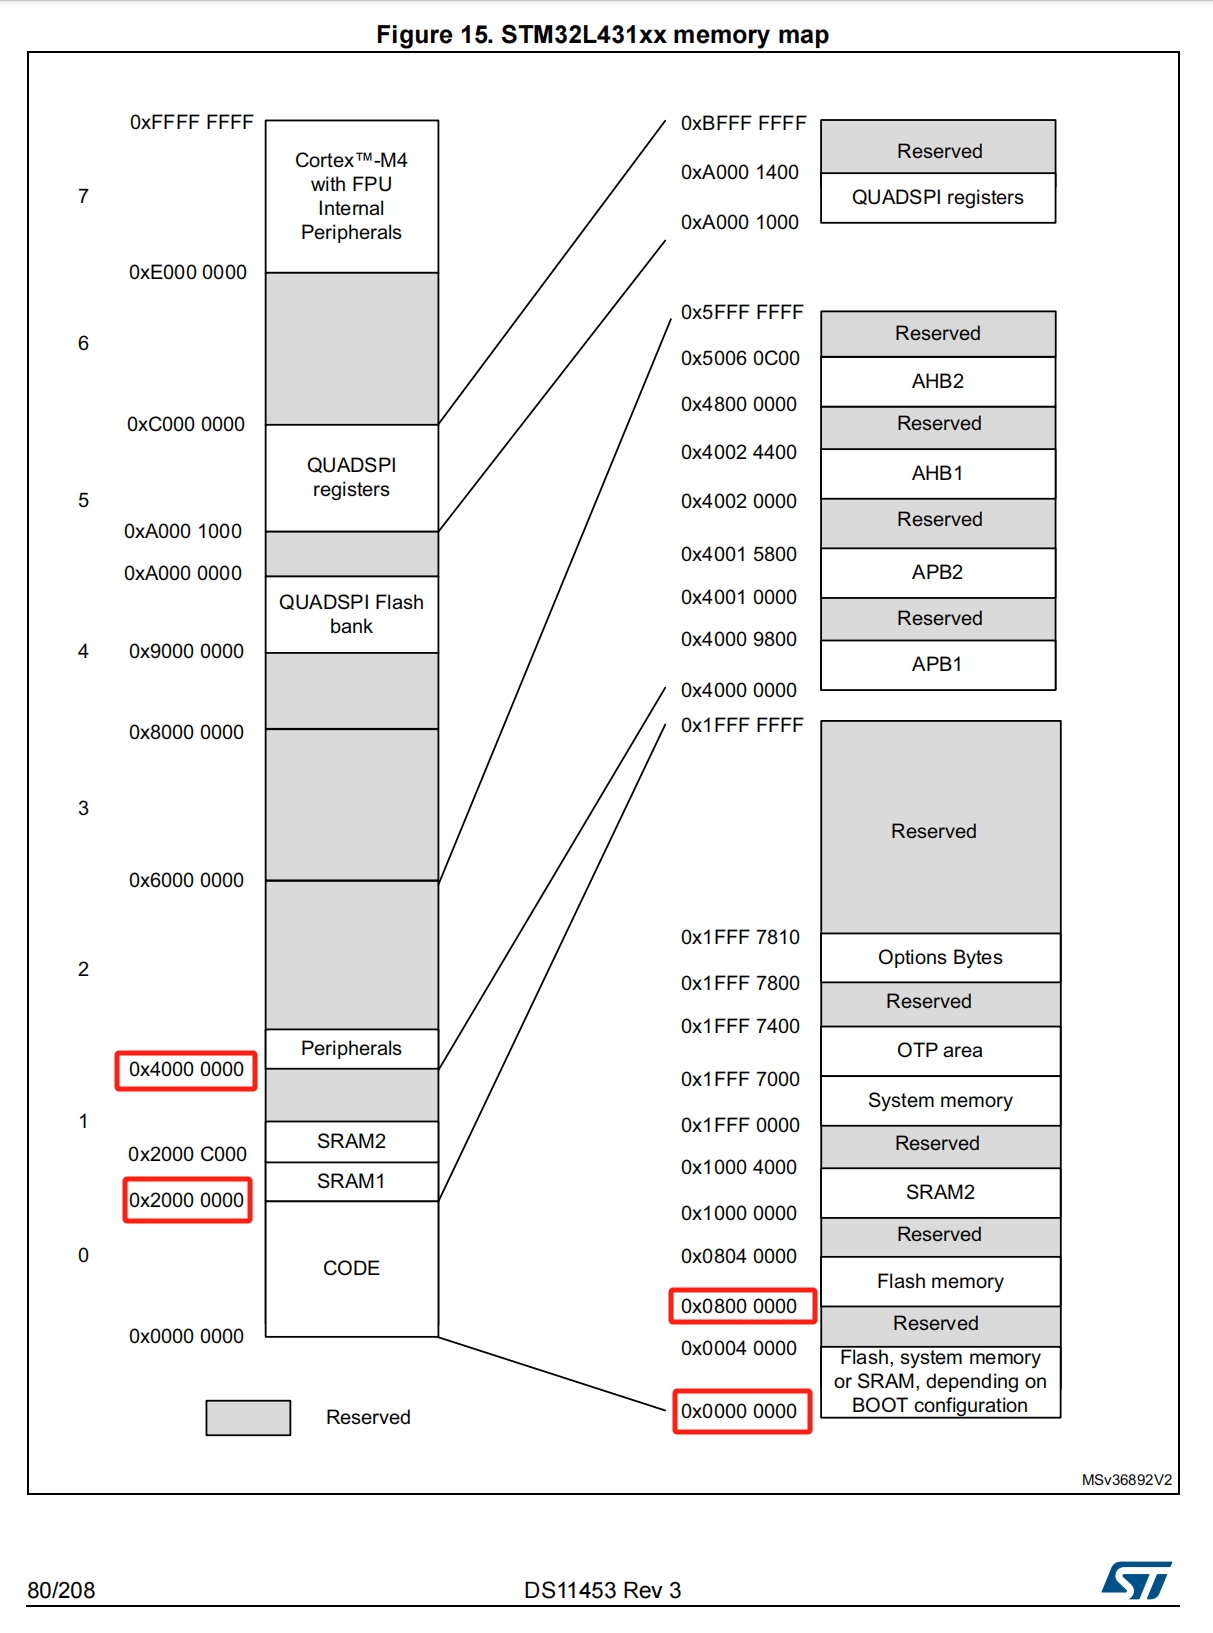 Figure 15. STM32L431xx memory map
0xFFFF FFFF
Cortex™-M4
with FPU
Internal
Peripherals
7
0xE000 0000
6
0xC000 0000
QUADSPI
registers
5
0xA000 1000
0xA000 0000
QUADSPI Flash
bank
4
0x9000 0000
0x8000 0000
3
0x6000 0000
2
Peripherals
0x4000 0000
1
SRAM2
0x2000 C000
SRAM1
0x2000 0000
0
CODE
0x0000 0000
Reserved
0xBFFF FFFF
Reserved
0xA000 1400
QUADSPI registers
0xA000 1000
0x5FFF FFFF
Reserved
0x5006 0C00
AHB2
0x4800 0000
Reserved
0x4002 4400
AHB1
0x4002 0000
Reserved
0x4001 5800
APB2
0x4001 0000
Reserved
0x4000 9800
APB1
0x4000 0000
0x1FFF FFFF
Reserved
0x1FFF 7810
Options Bytes
0x1FFF 7800
Reserved
0x1FFF 7400
OTP area
0x1FFF 7000
System memory
0x1FFF 0000
Reserved
0x1000 4000
SRAM2
0x1000 0000
Reserved
0x0804 0000
Flash memory
0x0800 0000
Reserved
0x0004 0000
Flash, system memory
or SRAM, depending on
BOOT configuration
0x0000 0000
MSv36892V2
80/208
DS11453 Rev 3
ST